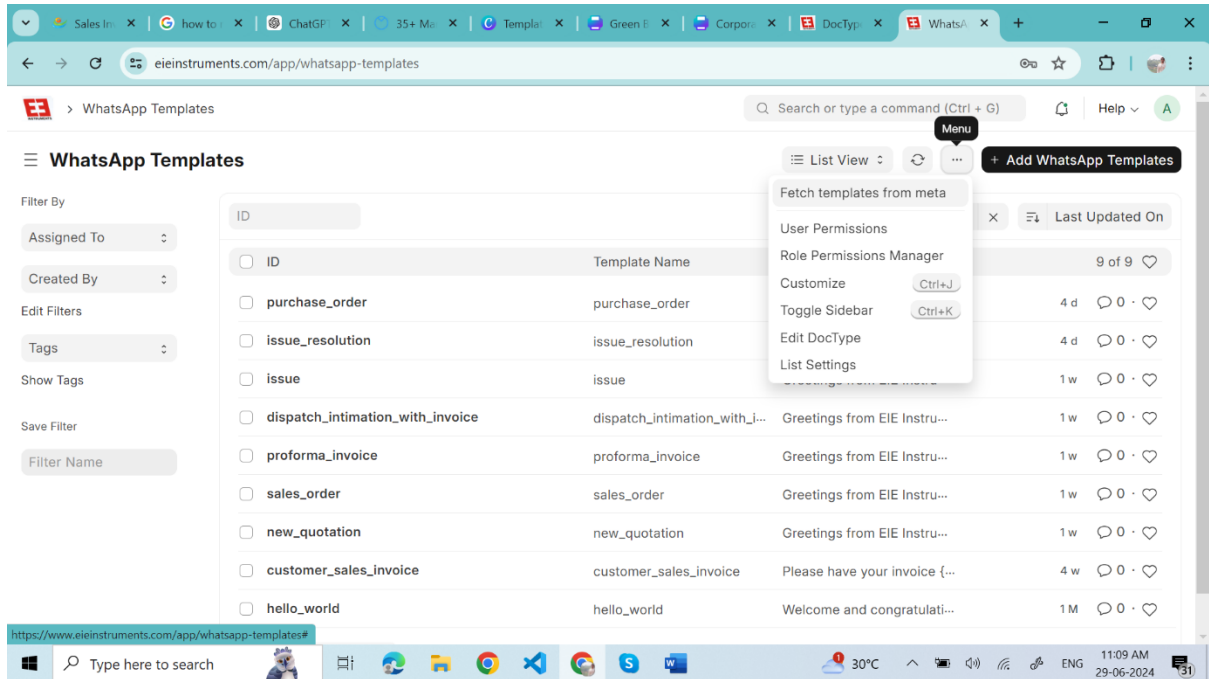 Sales In
how to
ChatGP
35+ Ma
Templat
Green E
Corpora
DocTyp
WhatsA
eieinstruments.com/app/whatsapp-templates
WhatsApp Templates
Search or type a command (Ctrl + G)
Help
A
Menu
WhatsApp Templates
List View
+ Add WhatsApp Templates
Filter By
Assigned To
Created By
Edit Filters
Tags
Show Tags
Save Filter
Filter Name
Fetch templates from meta
User Permissions
Role Permissions Manager
Customize Ctrl+J
Toggle Sidebar Ctrl+K
Edit DocType
List Settings
ID
Last Updated On
ID Template Name 9 of 9
purchase_order purchase_order 4 d 0
issue_resolution issue_resolution 4 d 0
issue issue 1 w 0
dispatch_intimation_with_invoice dispatch_intimation_with_i... Greetings from EIE Instru... 1 w 0
proforma_invoice proforma_invoice Greetings from EIE Instru... 1 w 0
sales_order sales_order Greetings from EIE Instru... 1 w 0
new_quotation new_quotation Greetings from EIE Instru... 1 w 0
customer_sales_invoice customer_sales_invoice Please have your invoice {... 4 w 0
hello_world hello_world Welcome and congratulati... 1 M 0
https://www.eieinstruments.com/app/whatsapp-templates#
Type here to search
30°C
ENG
11:09 AM
29-06-2024
31